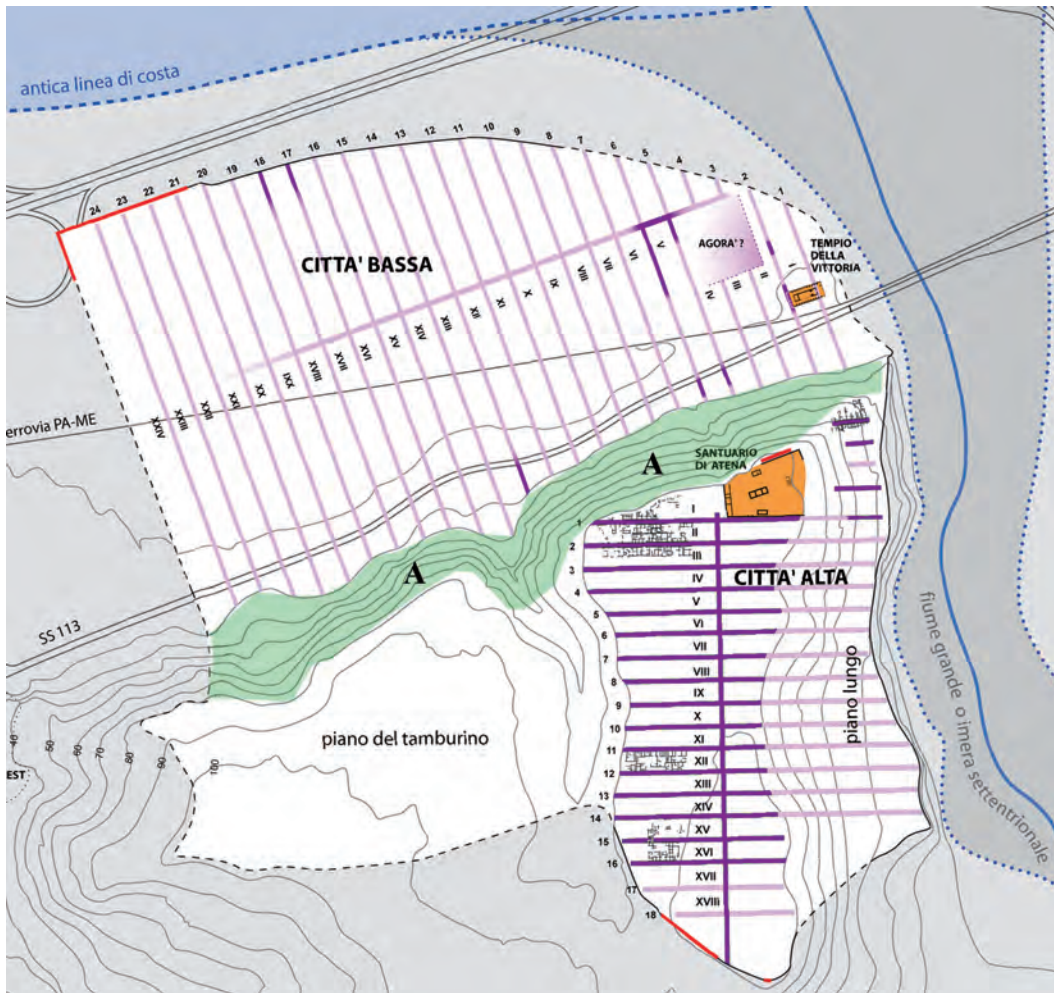 antica linea di costa
24
23
22
21
20
19
18
17
16
15
14
13
12
11
10
9
8
7
6
5
4
3
2
1
CITTA' BASSA
AGORA' ?
TEMPIO
DELLA
VITTORIA
XXIV
XXIII
XXII
XXI
XX
IXX
XVIII
XVII
XVI
XV
XIV
XIII
XII
XI
X
IX
VIII
VII
VI
V
IV
III
II
I
errovia PA-ME
SS 113
A
A
SANTUARIO
DI ATENA
CITTA' ALTA
1
2
3
4
5
6
7
8
9
10
11
12
13
14
15
16
17
18
I
II
III
IV
V
VI
VII
VIII
IX
X
XI
XII
XIII
XIV
XV
XVI
XVII
XVIIi
piano lungo
piano del tamburino
fiume grande o imera settentrionale
40
50
60
70
80
90
100
EST